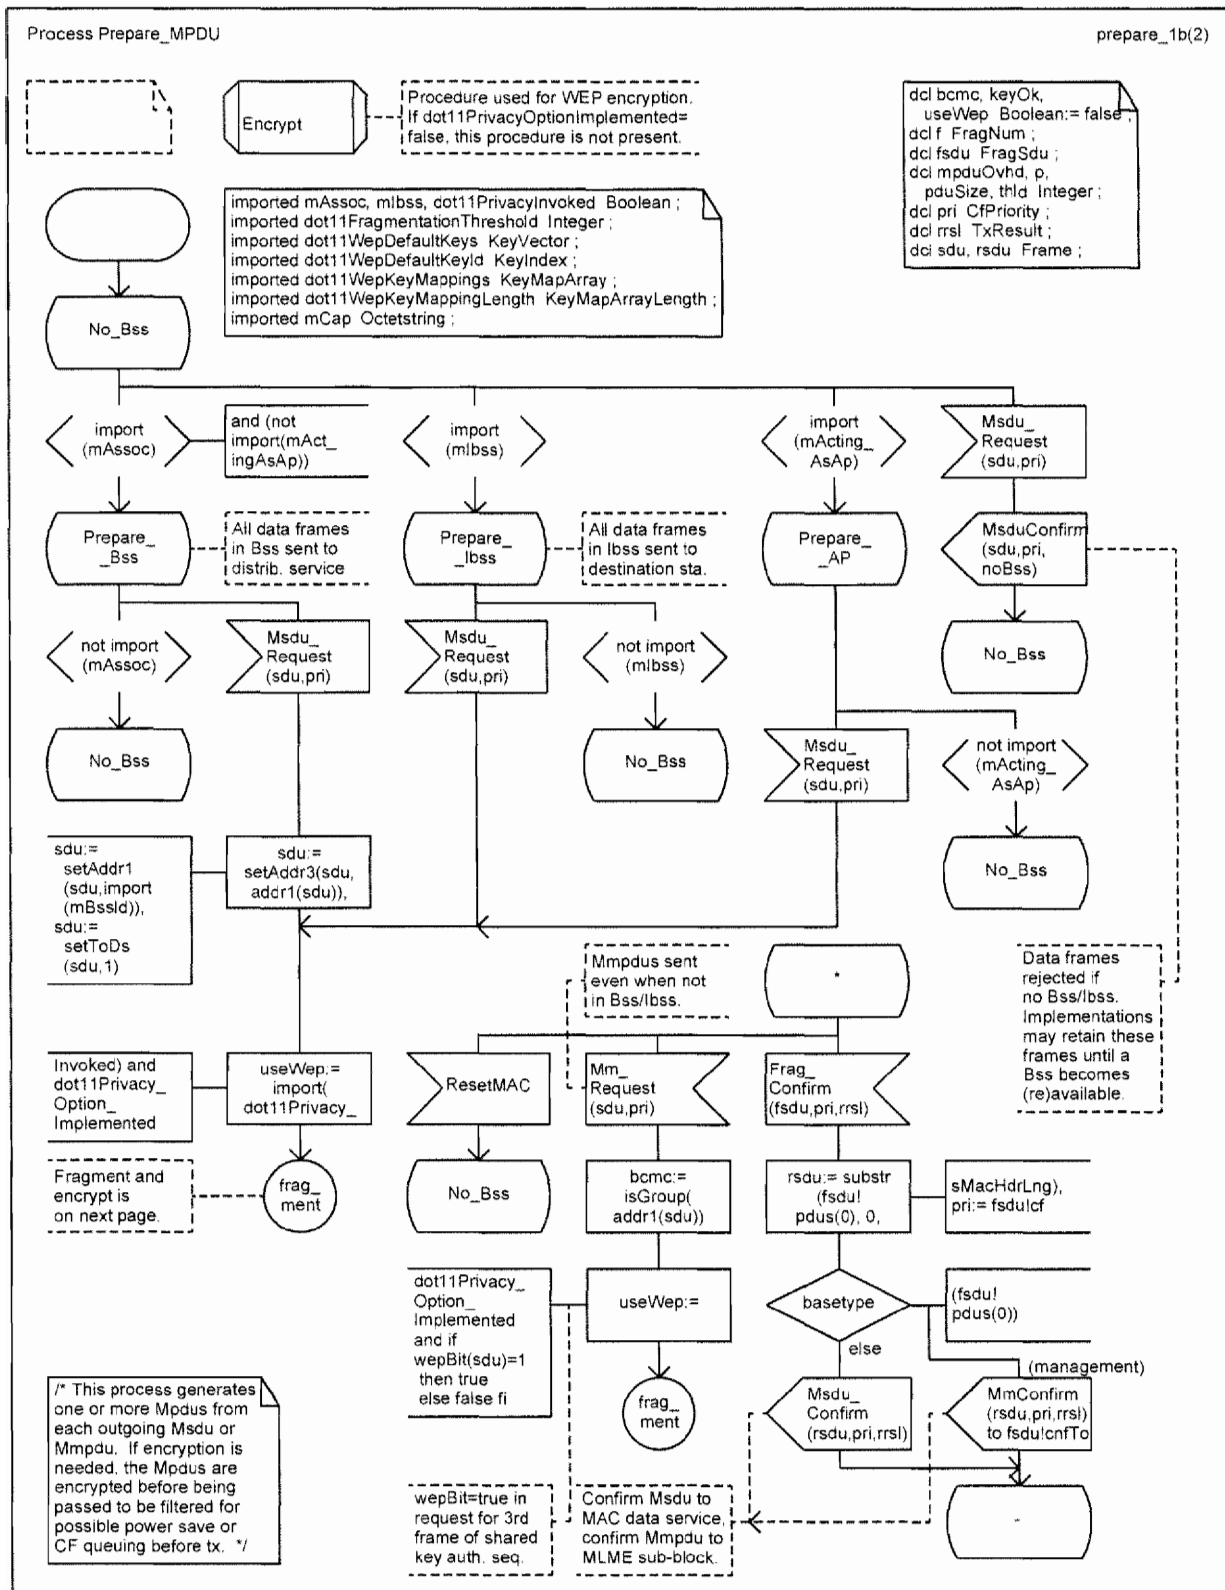 Process Prepare_MPDU
prepare_1b(2)
Encrypt
Procedure used for WEP encryption.
If dot11PrivacyOptionImplemented=
false, this procedure is not present.
dcl bcmc, keyOk,
useWep Boolean:= false ;
dcl f FragNum ;
dcl fsdu FragSdu ;
dcl mpduOvhd, p,
pduSize, thld Integer ;
dcl pri CfPriority ;
dcl rrsl TxResult ;
dcl sdu, rsdu Frame ;
imported mAssoc, mIbss, dot11PrivacyInvoked Boolean ;
imported dot11FragmentationThreshold Integer ;
imported dot11WepDefaultKeys KeyVector ;
imported dot11WepDefaultKeyId KeyIndex ;
imported dot11WepKeyMappings KeyMapArray ;
imported dot11WepKeyMappingLength KeyMapArrayLength ;
imported mCap Octetstring ;
No_Bss
import
(mAssoc)
and (not
import(mAct_
ingAsAp))
import
(mIbss)
import
(mActing_
AsAp)
Msdu_
Request
(sdu,pri)
Prepare_
_Bss
All data frames
in Bss sent to
distrib. service
Prepare_
_Ibss
All data frames
in Ibss sent to
destination sta.
Prepare_
_AP
MsduConfirm
(sdu,pri,
noBss)
not import
(mAssoc)
Msdu_
Request
(sdu,pri)
Msdu_
Request
(sdu,pri)
not import
(mIbss)
No_Bss
No_Bss
No_Bss
Msdu_
Request
(sdu,pri)
not import
(mActing_
AsAp)
No_Bss
sdu:=
setAddr1
(sdu,import
(mBssId)),
sdu:=
setToDs
(sdu,1)
sdu:=
setAddr3(sdu,
addr1(sdu)),
Mmpdus sent
even when not
in Bss/Ibss.
*
Data frames
rejected if
no Bss/Ibss.
Implementations
may retain these
frames until a
Bss becomes
(re)available.
Invoked) and
dot11Privacy_
Option_
Implemented
useWep:=
import(
dot11Privacy_
ResetMAC
Mm_
Request
(sdu,pri)
Frag_
Confirm
(fsdu,pri,rrsl)
Fragment and
encrypt is
on next page.
frag_
ment
No_Bss
bcmc:=
isGroup(
addr1(sdu))
rsdu:= substr
(fsdu!
pdus(0), 0,
sMacHdrLng),
pri:= fsdu!cf
dot11Privacy_
Option_
Implemented
and if
wepBit(sdu)=1
then true
else false fi
useWep:=
basetype
(fsdu!
pdus(0))
else
(management)
frag_
ment
Msdu_
Confirm
(rsdu,pri,rrsl)
MmConfirm
(rsdu,pri,rrsl)
to fsdu!cnfTo
/* This process generates
one or more Mpdus from
each outgoing Msdu or
Mmpdu. If encryption is
needed, the Mpdus are
encrypted before being
passed to be filtered for
possible power save or
CF queuing before tx. */
wepBit=true in
request for 3rd
frame of shared
key auth. seq.
Confirm Msdu to
MAC data service,
confirm Mmpdu to
MLME sub-block.
-